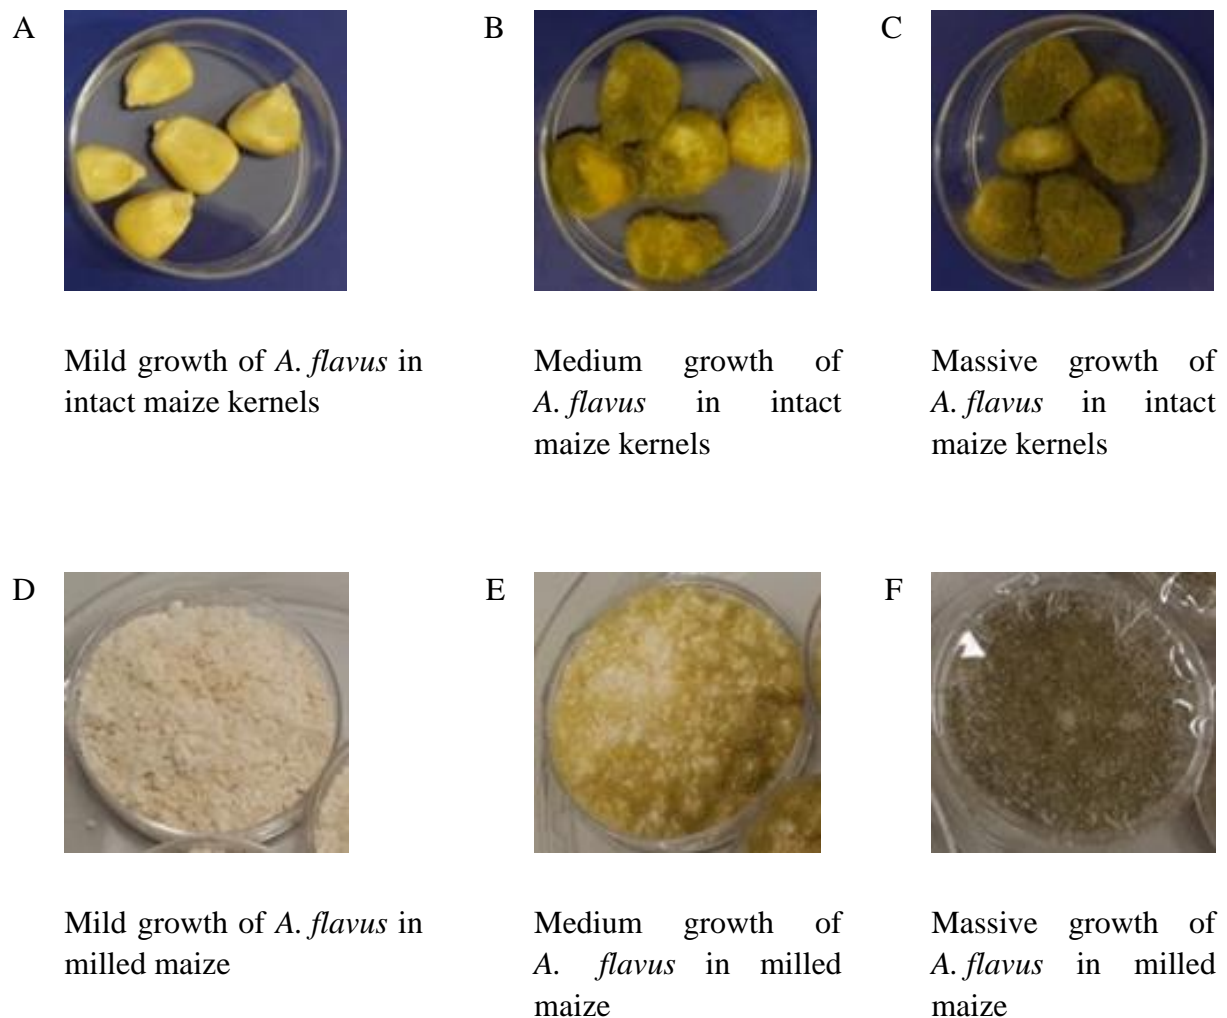 A
B
C
Mild growth of A. flavus in
intact maize kernels
Medium growth of
A. flavus in intact
maize kernels
Massive growth of
A. flavus in intact
maize kernels
D
E
F
Mild growth of A. flavus in
milled maize
Medium growth of
A. flavus in milled
maize
Massive growth of
A. flavus in milled
maize